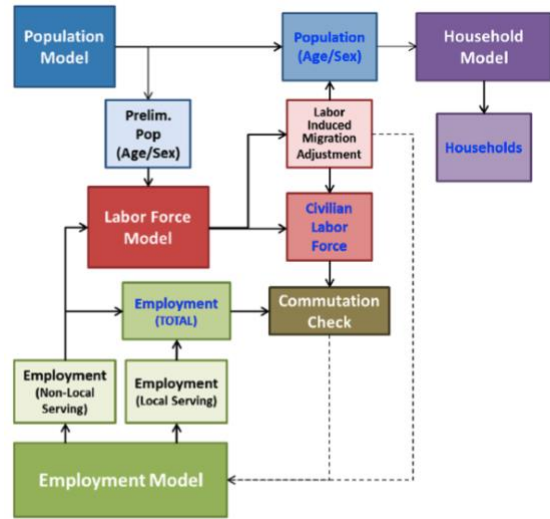 Population
Model
Population
(Age/Sex)
Household
Model
Prelim.
Pop
(Age/Sex)
Labor
Induced
Migration
Adjustment
Households
Labor Force
Model
Civilian
Labor
Force
Employment
(TOTAL)
Commutation
Check
Employment
(Non-Local
Serving)
Employment
(Local Serving)
Employment Model